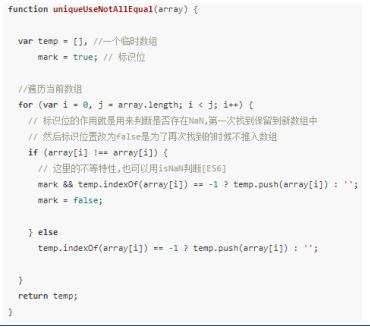 function uniqueUseNotAllEqual(array) {
var temp = [], //一个临时数组
mark = true; // 标识位
//遍历当前数组
for (var i = 0, j = array.length; i < j; i++) {
// 标识位的作用就是用来判断是否存在NaN,第一次找到保留到新数组中
// 然后标识位置改为false是为了再次找到的时候不推入数组
if (array[i] !== array[i]) {
// 这里的不等特性,也可以用isNaN判断[ES6]
mark && temp.indexOf(array[i]) == -1 ? temp.push(array[i]) : '';
mark = false;
} else
temp.indexOf(array[i]) == -1 ? temp.push(array[i]) : '';
}
return temp;
}